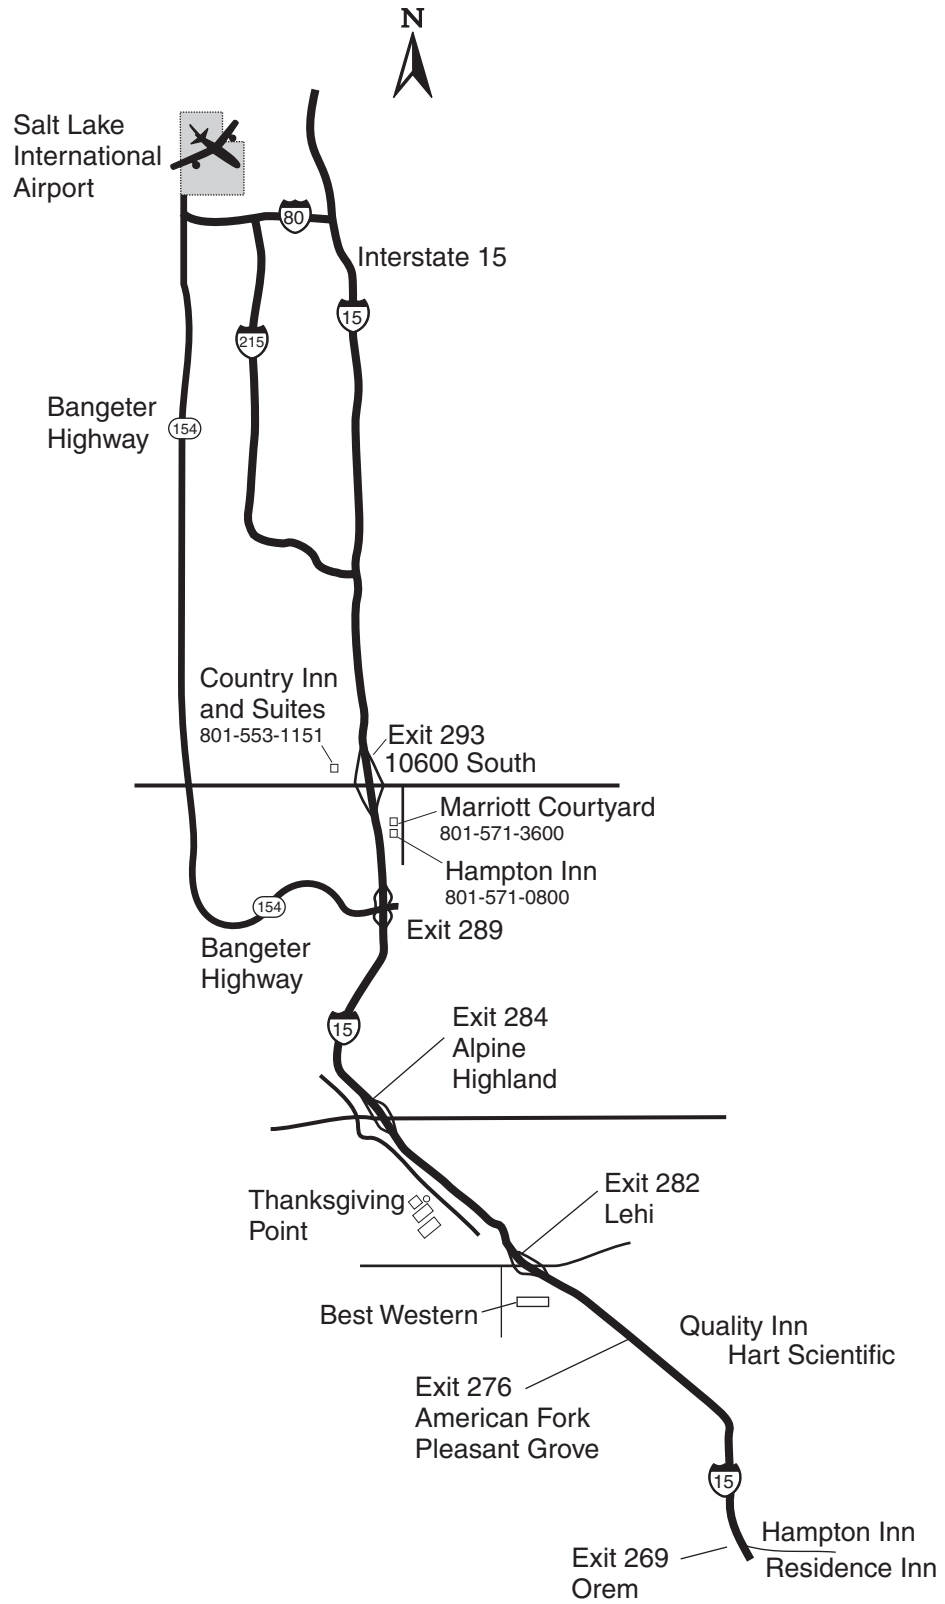 N
Salt Lake
International
Airport
80
Interstate 15
15
215
Bangeter
Highway
154
Country Inn
and Suites
801-553-1151
Exit 293
10600 South
Marriott Courtyard
801-571-3600
Hampton Inn
801-571-0800
154
Exit 289
Bangeter
Highway
15
Exit 284
Alpine
Highland
Thanksgiving
Point
Exit 282
Lehi
Best Western
Quality Inn
Hart Scientific
Exit 276
American Fork
Pleasant Grove
15
Hampton Inn
Residence Inn
Exit 269
Orem